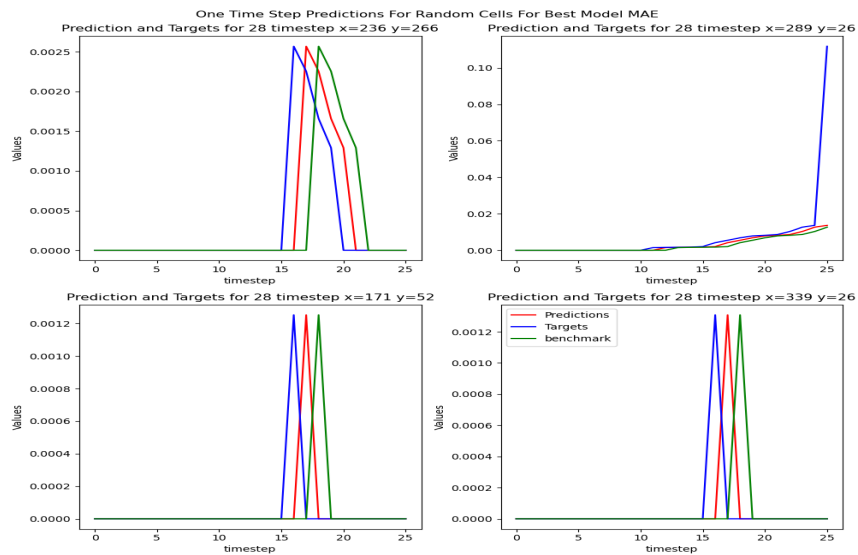 One Time Step Predictions For Random Cells For Best Model MAE
Prediction and Targets for 28 timestep x=236 y=266
0.0025
0.0020
0.0015
0.0010
0.0005
0.0000
Values
0 5 10 15 20 25
timestep
Prediction and Targets for 28 timestep x=289 y=26
0.10
0.08
0.06
0.04
0.02
0.00
Values
0 5 10 15 20 25
timestep
Prediction and Targets for 28 timestep x=171 y=52
0.0012
0.0010
0.0008
0.0006
0.0004
0.0002
0.0000
Values
0 5 10 15 20 25
timestep
Prediction and Targets for 28 timestep x=339 y=26
Predictions
Targets
benchmark
0.0012
0.0010
0.0008
0.0006
0.0004
0.0002
0.0000
Values
0 5 10 15 20 25
timestep